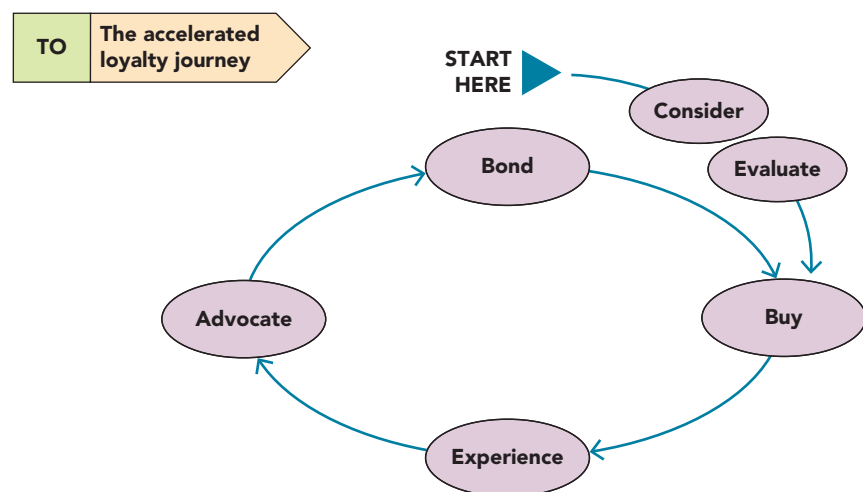 TO
The accelerated
loyalty journey
START
HERE
Consider
Evaluate
Bond
Buy
Advocate
Experience